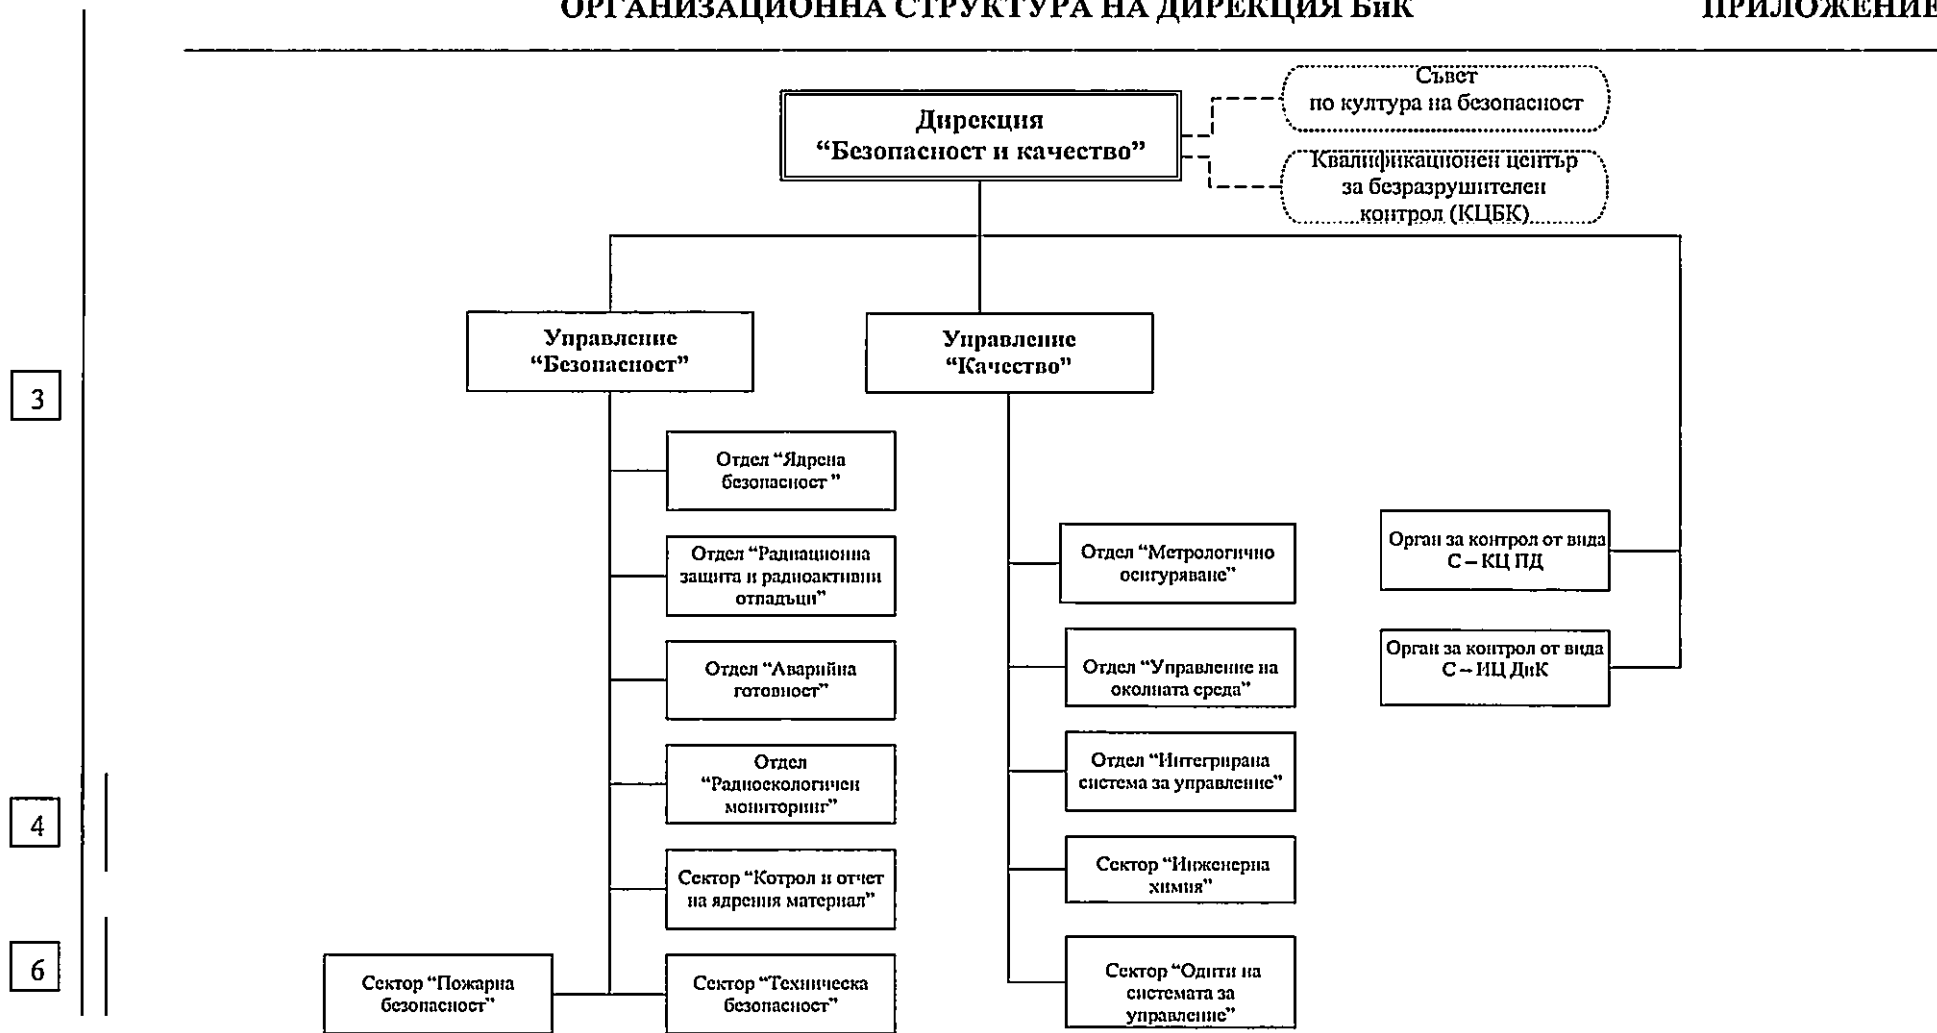 ОРГАНИЗАЦИОННА СТРУКТУРА НА ДИРЕКЦИЯ БиК
ПРИЛОЖЕНИЕ
Съвет
по култура на безопасност
Дирекция
“Безопасност и качество”
Квалификационен център
за безразрушителен
контрол (КЦБК)
Управление
“Безопасност”
Управление
“Качество”
3
Отдел “Ядрена
безопасност ”
Отдел “Радиационна
защита и радиоактивни
отпадъци”
Отдел “Аварийна
готовност”
Отдел
“Радиоекологичен
мониторинг”
Сектор “Котрол и отчет
на ядрения материал”
Сектор “Пожарна
безопасност”
Сектор “Техническа
безопасност”
Отдел “Метрологично
осигуряване”
Отдел “Управление на
околната среда”
Отдел “Интегрирана
система за управление”
Сектор “Инженерна
химия”
Сектор “Одити на
системата за
управление”
Орган за контрол от вида
С – КЦ ПД
Орган за контрол от вида
С – ИЦ ДиК
4
6